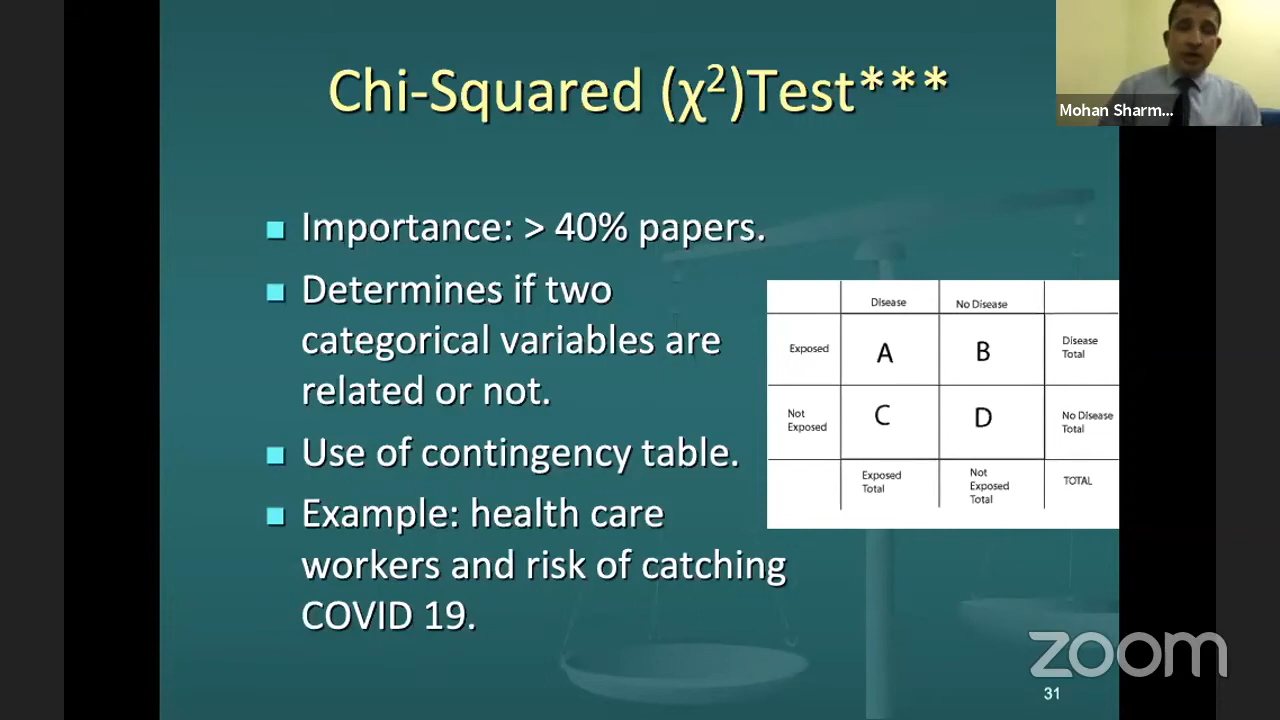 Chi-Squared (χ²)Test***
Mohan Sharm...
Importance: > 40% papers.
Determines if two
categorical variables are
related or not.
Use of contingency table.
Example: health care
workers and risk of catching
COVID 19.
Disease
No Disease
Exposed
A
B
Disease
Total
Not
Exposed
C
D
No Disease
Total
Exposed
Total
Not
Exposed
Total
TOTAL
zoom
31